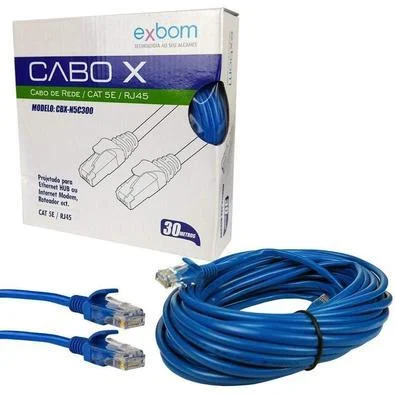 exbom
TECNOLOGIA AO SEU ALCANCE
CABO X
CABO DE REDE / CAT 5E / RJ45
MODELO: CBX-N5C300
Projetado para
Ethernet HUB ou
Internet Modem,
Roteador ect.
CAT 5E / RJ45
30 METROS
exbom